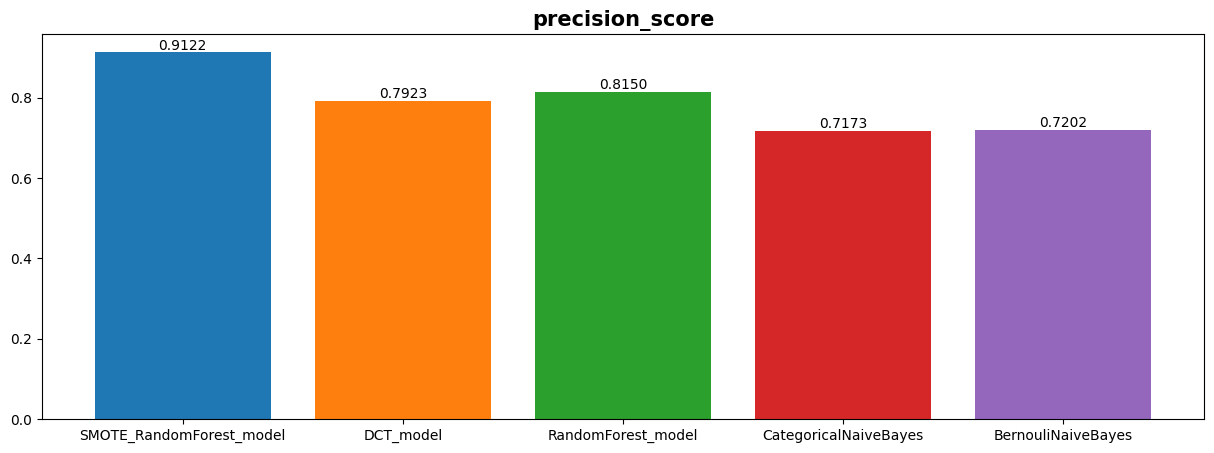 precision_score
0.9122
0.7923
0.8150
0.7173
0.7202
0.8
0.6
0.4
0.2
0.0
SMOTE_RandomForest_model
DCT_model
RandomForest_model
CategoricalNaiveBayes
BernouliNaiveBayes